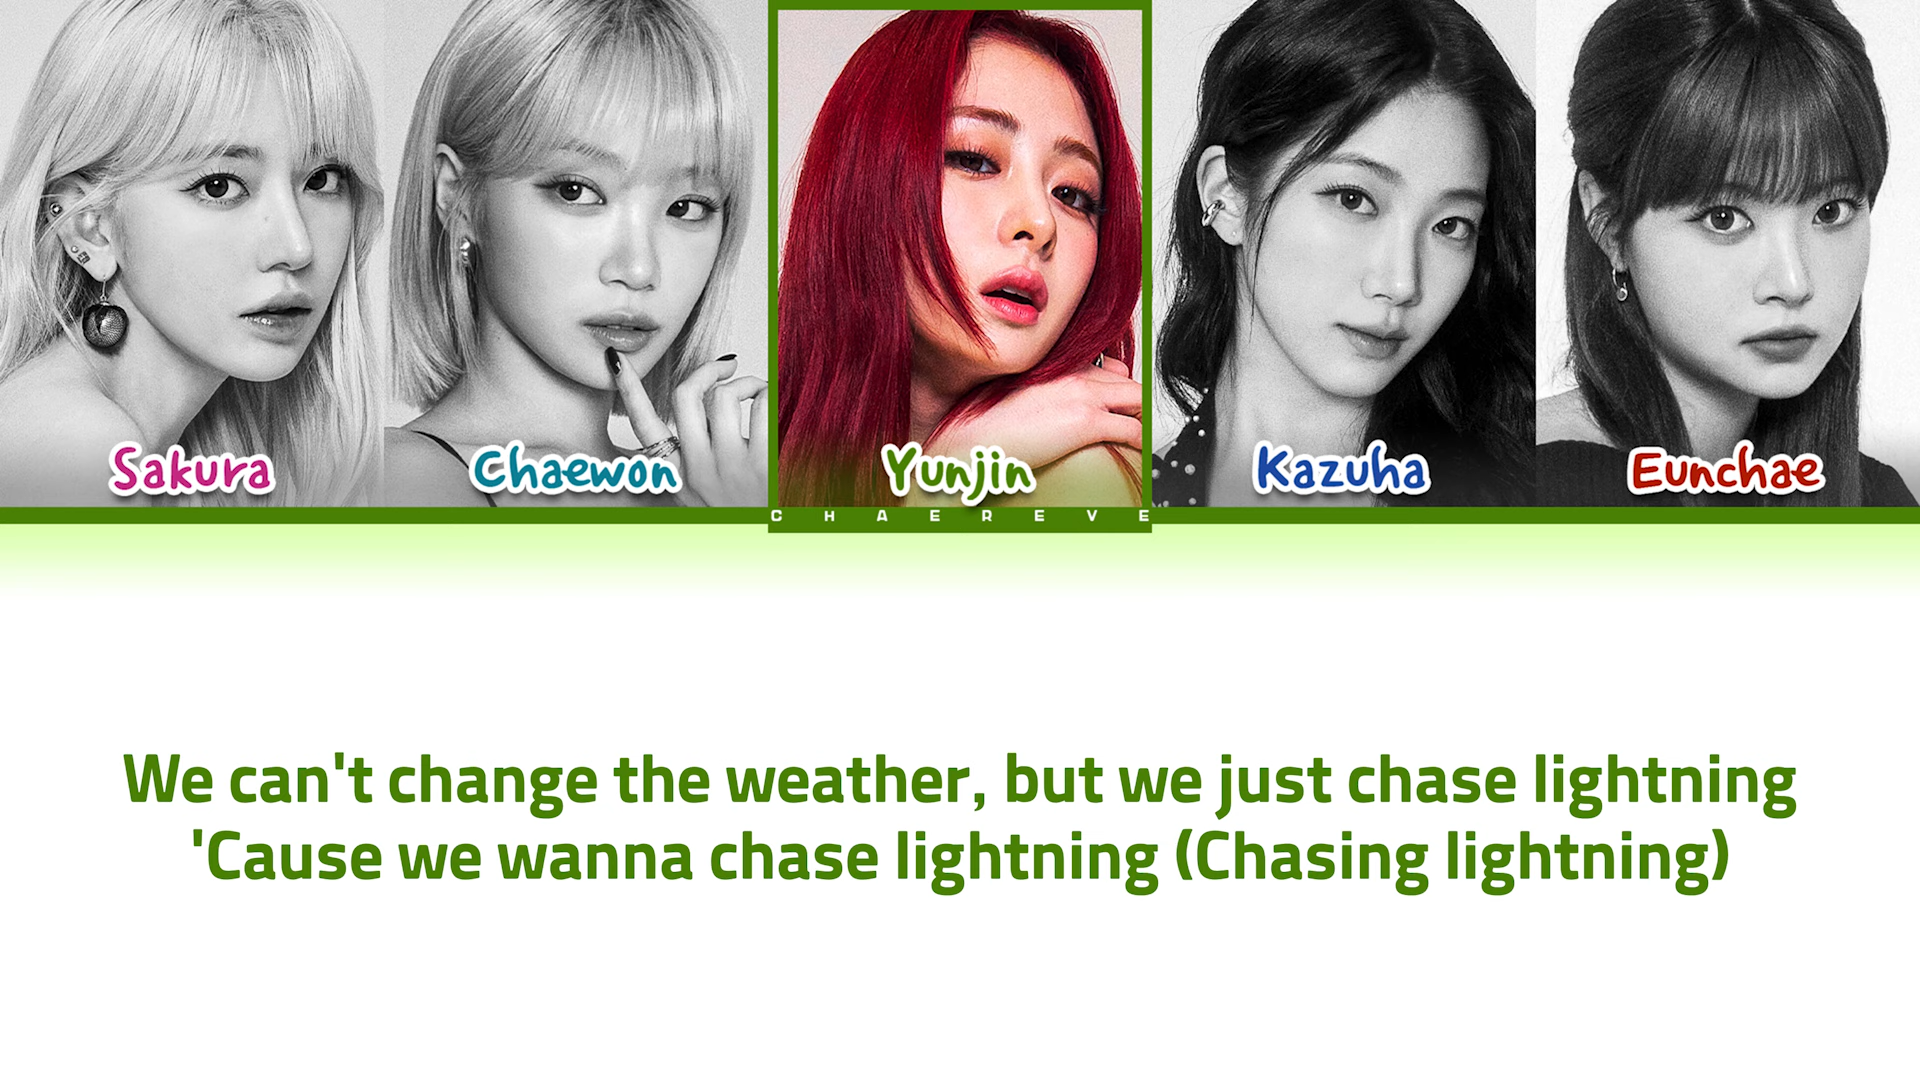 Sakura
Chaewon
Yunjin
Kazuha
Eunchae
CHAEREVE
We can't change the weather, but we just chase lightning
'Cause we wanna chase lightning (Chasing lightning)